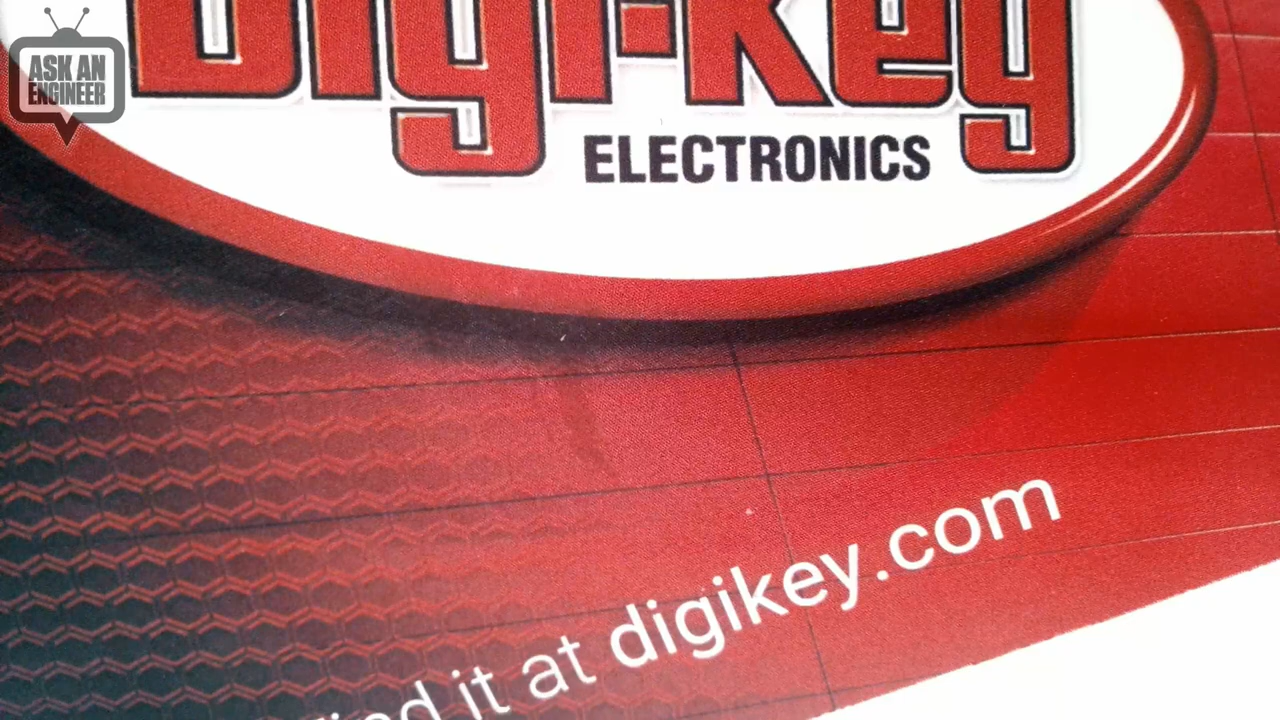 ASK AN
ENGINEER
Digi-Key
ELECTRONICS
it at digikey.com